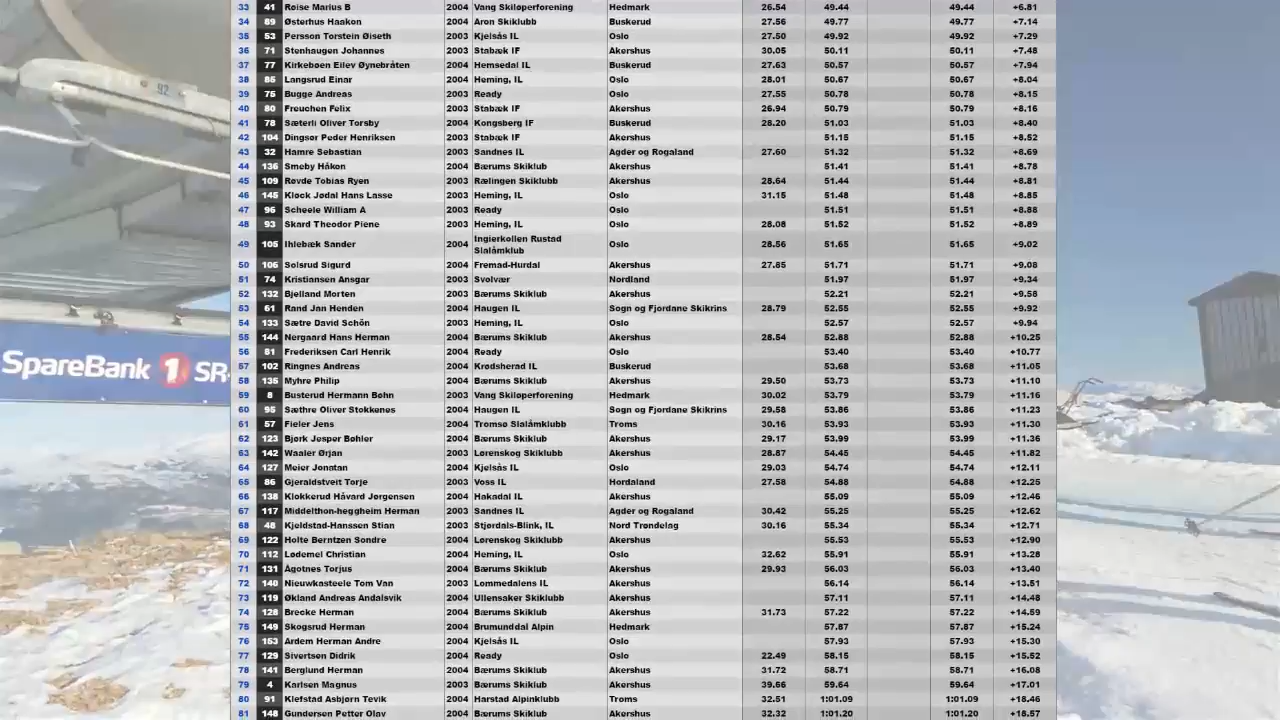 33 41 Røise Marius B 2004 Vang Skiløperforening Hedmark 26.54 49.44 49.44 +6.81
34 89 Østerhus Haakon 2004 Aron Skiklubb Buskerud 27.56 49.77 49.77 +7.14
35 53 Persson Torstein Øiseth 2003 Kjelsås IL Oslo 27.50 49.92 49.92 +7.29
36 71 Stenhaugen Johannes 2003 Stabæk IF Akershus 30.05 50.11 50.11 +7.48
37 77 Kirkebøen Eilev Øynebråten 2004 Hemsedal IL Buskerud 27.63 50.57 50.57 +7.94
38 85 Langsrud Einar 2004 Heming, IL Oslo 28.01 50.67 50.67 +8.04
39 75 Bugge Andreas 2003 Ready Oslo 27.55 50.78 50.78 +8.15
40 80 Freuchen Felix 2003 Stabæk IF Akershus 26.94 50.79 50.79 +8.16
41 78 Sæterli Oliver Torsby 2004 Kongsberg IF Buskerud 28.20 51.03 51.03 +8.40
42 104 Dingsør Peder Henriksen 2003 Stabæk IF Akershus 51.15 51.15 +8.52
43 32 Hamre Sebastian 2003 Sandnes IL Agder og Rogaland 27.60 51.32 51.32 +8.69
44 136 Smeby Håkon 2004 Bærums Skiklub Akershus 51.41 51.41 +8.78
45 109 Røvde Tobias Ryen 2003 Rælingen Skiklubb Akershus 28.64 51.44 51.44 +8.81
46 145 Kløck Jødal Hans Lasse 2003 Heming, IL Oslo 31.15 51.48 51.48 +8.85
47 96 Scheele William A 2003 Ready Oslo 51.51 51.51 +8.88
48 93 Skard Theodor Piene 2003 Heming, IL Oslo 28.08 51.52 51.52 +8.89
49 105 Ihlebæk Sander 2004 Ingierkollen Rustad Slalåmklub Oslo 28.56 51.65 51.65 +9.02
50 106 Solsrud Sigurd 2004 Fremad-Hurdal Akershus 27.85 51.71 51.71 +9.08
51 74 Kristiansen Ansgar 2003 Svolvær Nordland 51.97 51.97 +9.34
52 132 Bjelland Morten 2003 Bærums Skiklub Akershus 52.21 52.21 +9.58
53 61 Rand Jan Henden 2004 Haugen IL Sogn og Fjordane Skikrins 28.79 52.55 52.55 +9.92
54 133 Sætre David Schön 2003 Heming, IL Oslo 52.57 52.57 +9.94
55 144 Nergaard Hans Herman 2004 Bærums Skiklub Akershus 28.54 52.88 52.88 +10.25
56 81 Frederiksen Carl Henrik 2004 Ready Oslo 53.40 53.40 +10.77
57 102 Ringnes Andreas 2004 Krødsherad IL Buskerud 53.68 53.68 +11.05
58 135 Myhre Philip 2004 Bærums Skiklub Akershus 29.50 53.73 53.73 +11.10
59 8 Busterud Hermann Bøhn 2003 Vang Skiløperforening Hedmark 30.02 53.79 53.79 +11.16
60 95 Sæthre Oliver Stokkenes 2004 Haugen IL Sogn og Fjordane Skikrins 29.58 53.86 53.86 +11.23
61 57 Fieler Jens 2004 Tromsø Slalåmklubb Troms 30.16 53.93 53.93 +11.30
62 123 Bjørk Jesper Bøhler 2004 Bærums Skiklub Akershus 29.17 53.99 53.99 +11.36
63 142 Waaler Ørjan 2003 Lørenskog Skiklubb Akershus 28.87 54.45 54.45 +11.82
64 127 Meier Jonatan 2004 Kjelsås IL Oslo 29.03 54.74 54.74 +12.11
65 86 Gjeraldstveit Torje 2003 Voss IL Hordaland 27.58 54.88 54.88 +12.25
66 138 Klokkerud Håvard Jørgensen 2004 Hakadal IL Akershus 55.09 55.09 +12.46
67 117 Middelthon-heggheim Herman 2003 Sandnes IL Agder og Rogaland 30.42 55.25 55.25 +12.62
68 48 Kjeldstad-Hanssen Stian 2003 Stjørdals-Blink, IL Nord Trøndelag 30.16 55.34 55.34 +12.71
69 122 Holte Berntzen Sondre 2004 Lørenskog Skiklubb Akershus 55.53 55.53 +12.90
70 112 Lødemel Christian 2004 Heming, IL Oslo 32.62 55.91 55.91 +13.28
71 131 Ågotnes Torjus 2004 Bærums Skiklub Akershus 29.93 56.03 56.03 +13.40
72 140 Nieuwkasteele Tom Van 2003 Lommedalens IL Akershus 56.14 56.14 +13.51
73 119 Økland Andreas Andalsvik 2004 Ullensaker Skiklubb Akershus 57.11 57.11 +14.48
74 128 Brecke Herman 2004 Bærums Skiklub Akershus 31.73 57.22 57.22 +14.59
75 149 Skogsrud Herman 2004 Brumunddal Alpin Hedmark 57.87 57.87 +15.24
76 153 Ardem Herman Andre 2004 Kjelsås IL Oslo 57.93 57.93 +15.30
77 129 Sivertsen Didrik 2004 Ready Oslo 22.49 58.15 58.15 +15.52
78 141 Berglund Herman 2004 Bærums Skiklub Akershus 31.72 58.71 58.71 +16.08
79 4 Karlsen Magnus 2003 Bærums Skiklub Akershus 39.66 59.64 59.64 +17.01
80 91 Klefstad Asbjørn Tevik 2004 Harstad Alpinklubb Troms 32.51 1:01.09 1:01.09 +18.46
81 148 Gundersen Petter Olav 2004 Bærums Skiklub Akershus 32.32 1:01.20 1:01.20 +18.57
92
SpareBank 1 SR-